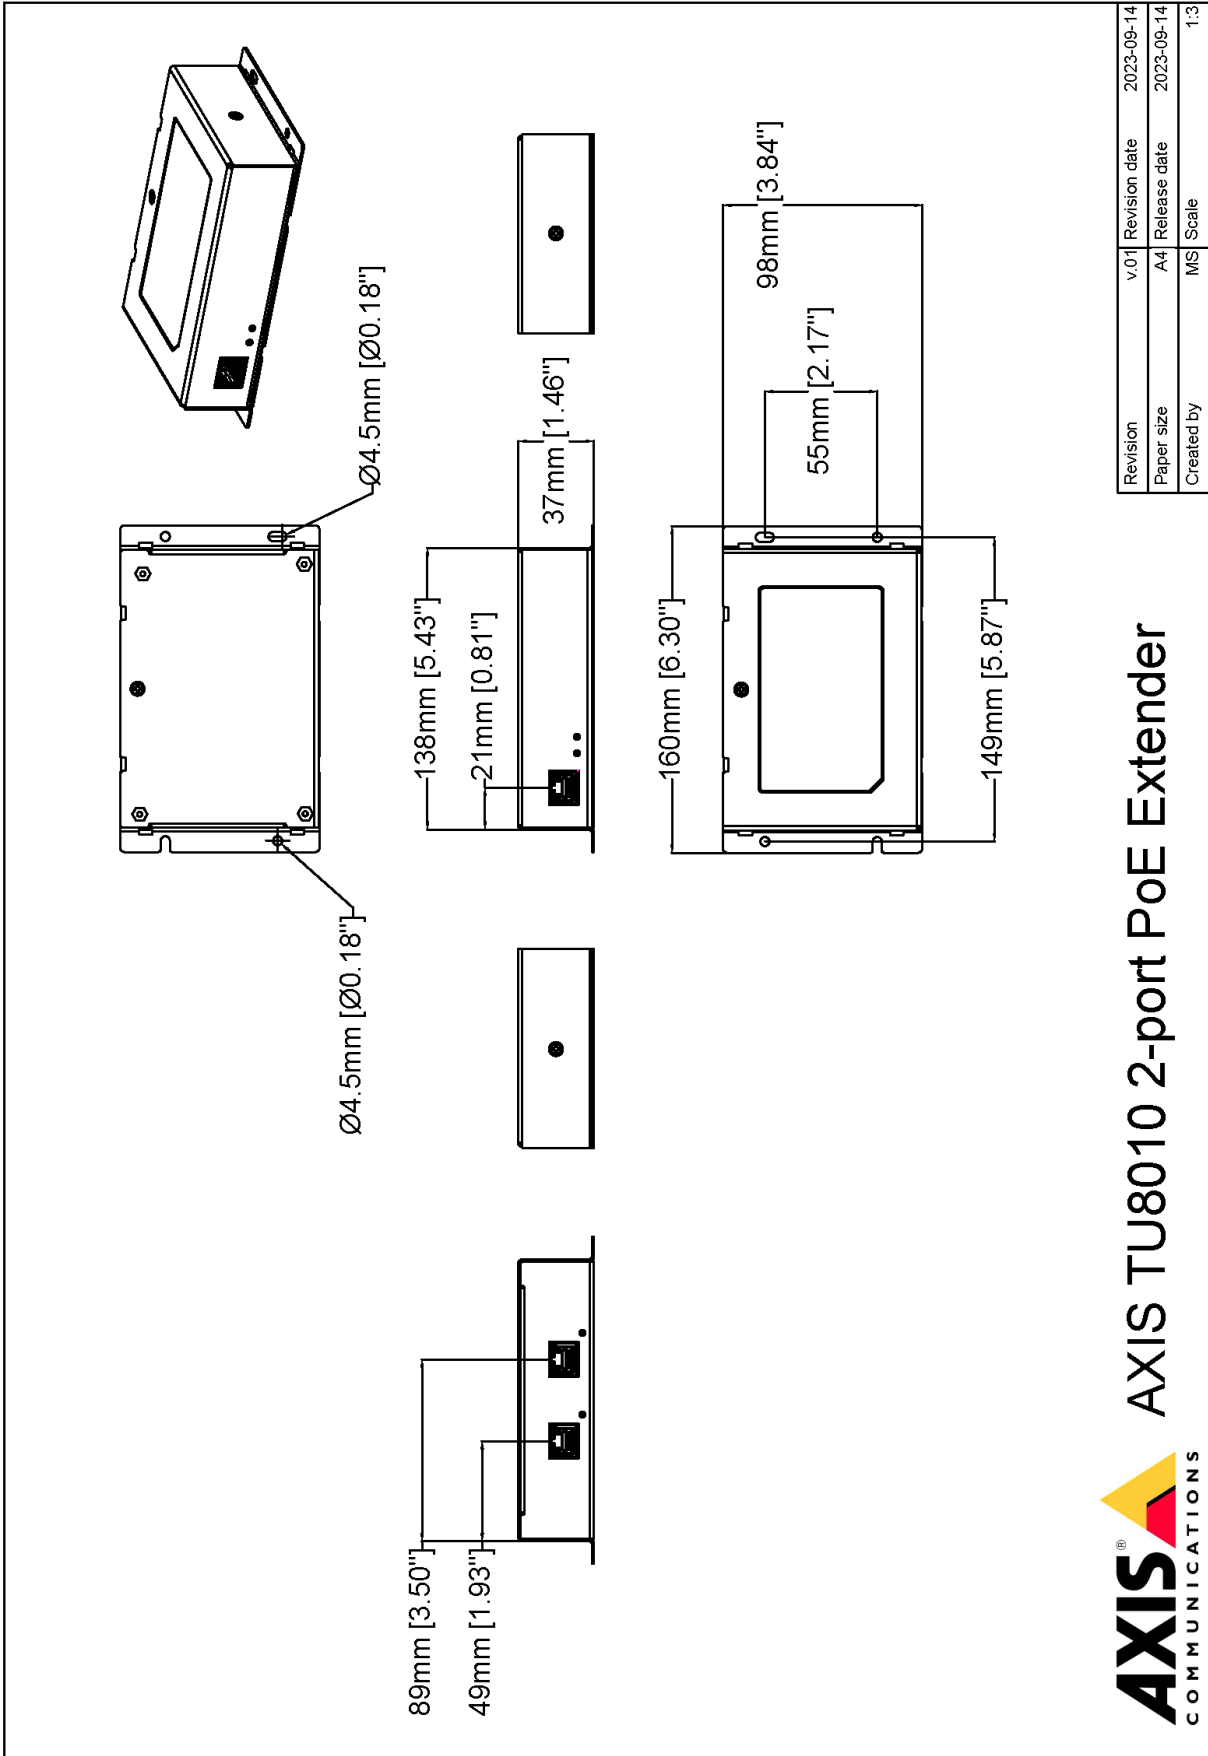 89mm [3.50"]
49mm [1.93"]
Ø4.5mm [Ø0.18"]
Ø4.5mm [Ø0.18"]
138mm [5.43"]
21mm [0.81"]
37mm [1.46"]
160mm [6.30"]
149mm [5.87"]
55mm [2.17"]
98mm [3.84"]
AXIS®
COMMUNICATIONS
AXIS TU8010 2-port PoE Extender
Revision v.01 Revision date 2023-09-14
Paper size A4 Release date 2023-09-14
Created by MS Scale 1:3